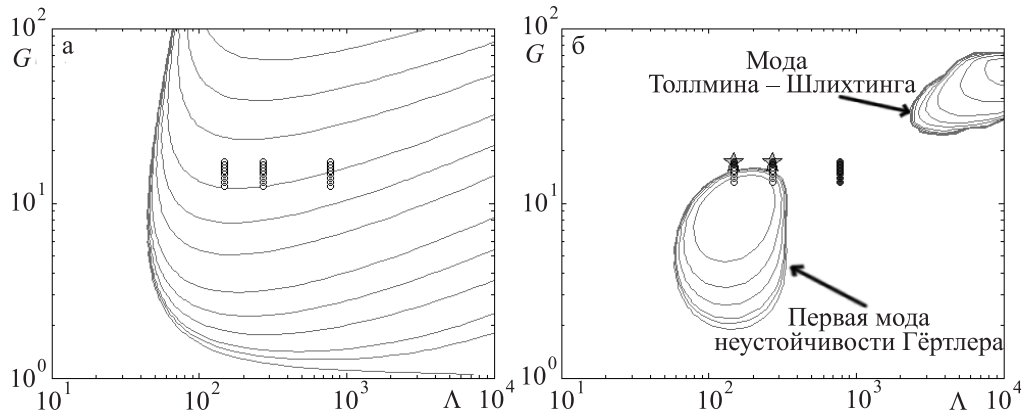 10² а
G
10¹
10⁰
10¹ 10² 10³ Λ 10⁴
10² б
G
Мода
Толлмина – Шлихтинга
10¹
Первая мода
неустойчивости Гёртлера
10⁰
10¹ 10² 10³ Λ 10⁴